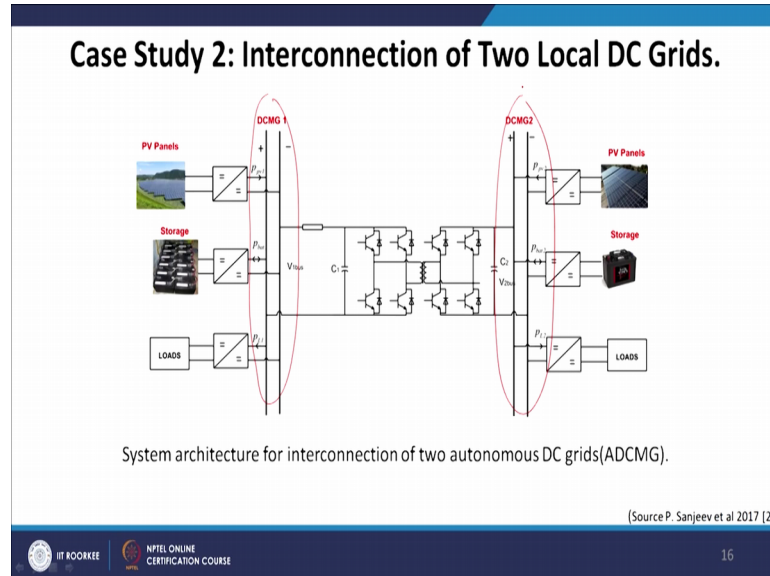 Case Study 2: Interconnection of Two Local DC Grids.
DCMG 1
DCMG2
+
−
+
−
PV Panels
PV Panels
Storage
Storage
V1bus
C1
C2
V2bus
LOADS
LOADS
System architecture for interconnection of two autonomous DC grids(ADCMG).
(Source P. Sanjeev et al 2017 [2
IIT ROORKEE
NPTEL ONLINE
CERTIFICATION COURSE
16